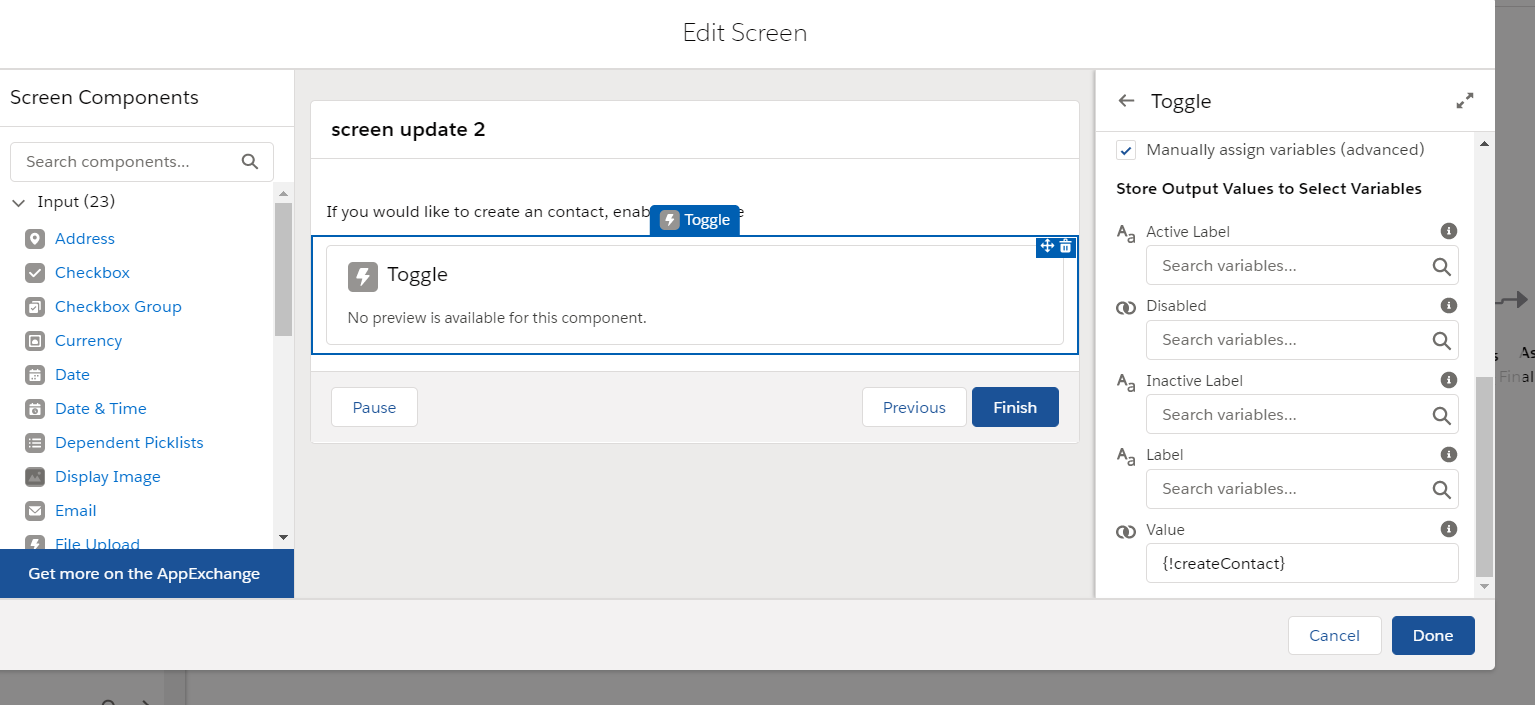 Edit Screen
Screen Components
Search components...
Input (23)
Address
Checkbox
Checkbox Group
Currency
Date
Date & Time
Dependent Picklists
Display Image
Email
File Upload
Get more on the AppExchange
screen update 2
If you would like to create an contact,
Toggle
Toggle
No preview is available for this component.
Pause
Previous
Finish
Toggle
Manually assign variables (advanced)
Store Output Values to Select Variables
Aa Active Label
Search variables...
Disabled
Search variables...
Aa Inactive Label
Search variables...
Aa Label
Search variables...
Value
{!createContact}
Cancel
Done